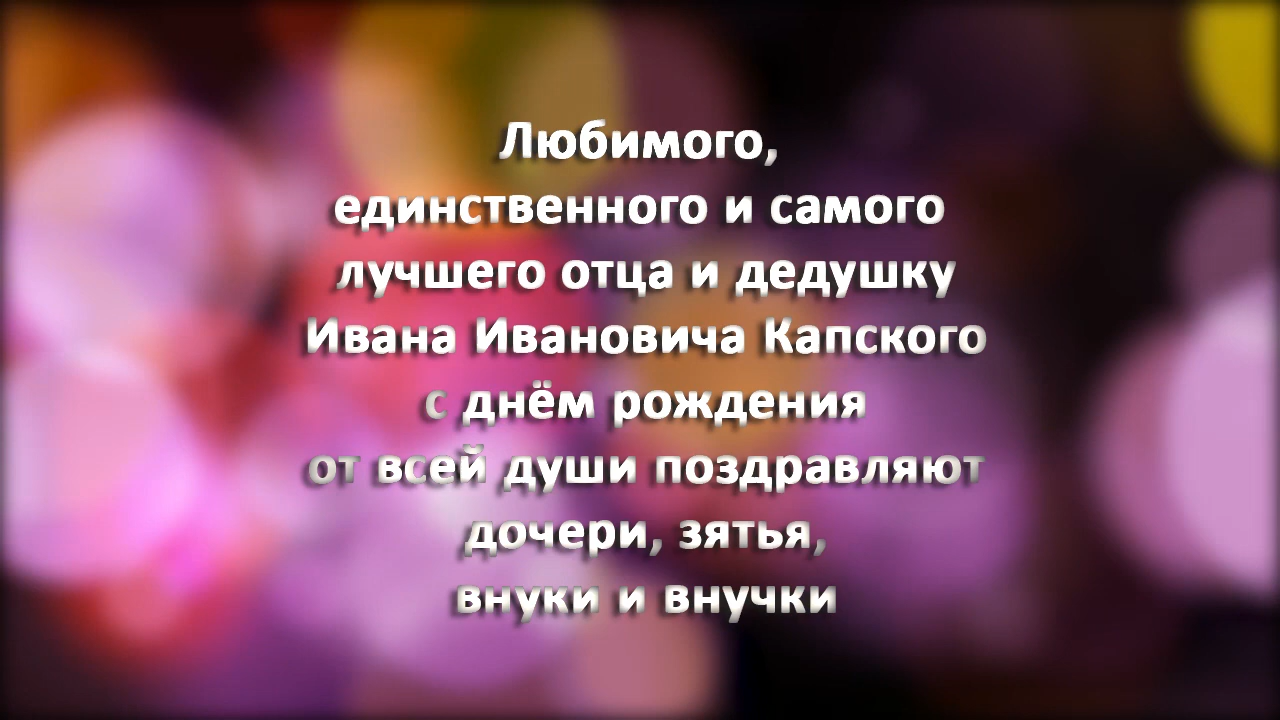 Любимого,
единственного и самого
лучшего отца и дедушку
Ивана Ивановича Капского
с днём рождения
от всей души поздравляют
дочери, зятья,
внуки и внучки